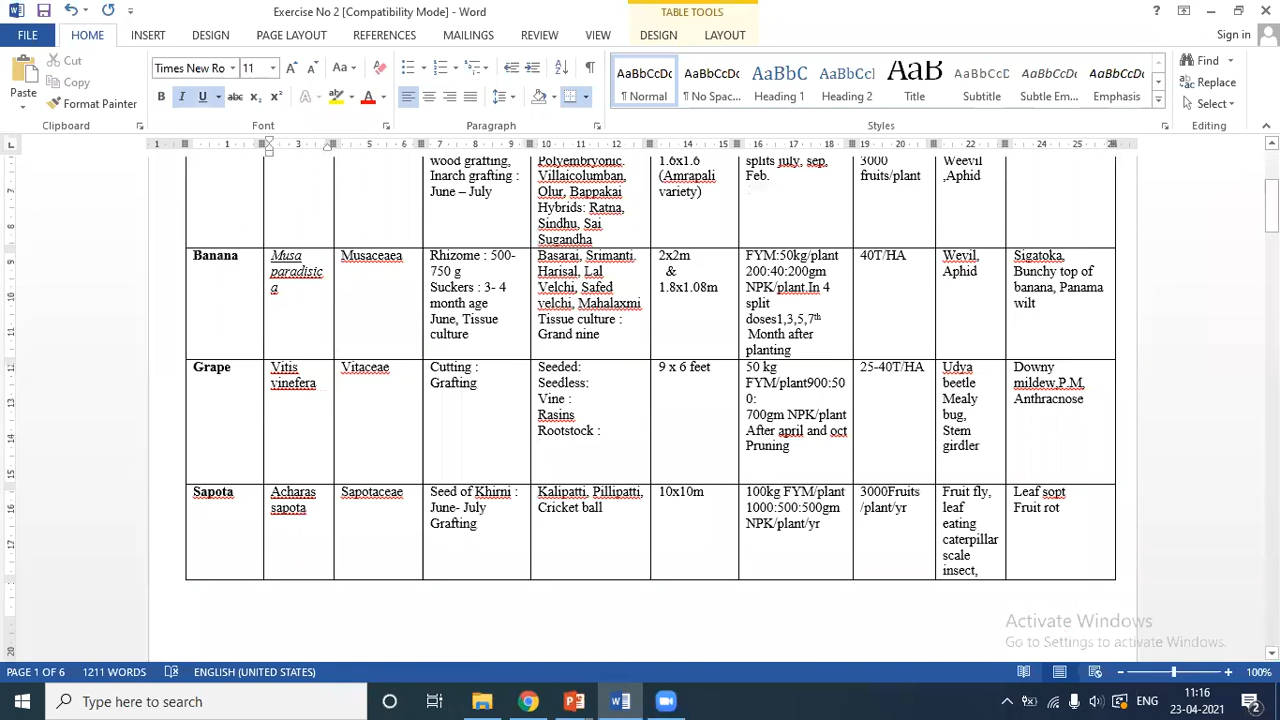 Exercise No 2 [Compatibility Mode] - Word
TABLE TOOLS
?
FILE HOME INSERT DESIGN PAGE LAYOUT REFERENCES MAILINGS REVIEW VIEW DESIGN LAYOUT
Sign in
Paste
Cut
Copy
Format Painter
Clipboard
Times New Ro 11
Font
Paragraph
AaBbCcDc AaBbCcDc AaBbC AaBbCc AaB AaBbCcD AaBbCcDc AaBbCcDc
¶ Normal ¶ No Spac... Heading 1 Heading 2 Title Subtitle Subtle Em... Emphasis
Styles
Find
Replace
Select
Editing
wood grafting,
Inarch grafting :
June – July
Polyembryonic.
Villaicolumban,
Olur, Bappakai
Hybrids: Ratna,
Sindhu, Sai
Sugandha
1.6x1.6
(Amrapali
variety)
splits july, sep,
Feb.
3000
fruits/plant
Weevil
,Aphid
Banana
Musa
paradisic
a
Musaceaea
Rhizome : 500-
750 g
Suckers : 3- 4
month age
June, Tissue
culture
Basarai, Srimanti.
Harisal, Lal
Velchi, Safed
velchi, Mahalaxmi
Tissue culture :
Grand nine
2x2m
&
1.8x1.08m
FYM:50kg/plant
200:40:200gm
NPK/plant.In 4
split
doses1,3,5,7th
Month after
planting
40T/HA
Wevil,
Aphid
Sigatoka,
Bunchy top of
banana, Panama
wilt
Grape
Vitis
vinefera
Vitaceae
Cutting :
Grafting
Seeded:
Seedless:
Vine :
Rasins
Rootstock :
9 x 6 feet
50 kg
FYM/plant900:50
0:
700gm NPK/plant
After april and oct
Pruning
25-40T/HA
Udya
beetle
Mealy
bug,
Stem
girdler
Downy
mildew,P.M,
Anthracnose
Sapota
Acharas
sapota
Sapotaceae
Seed of Khirni :
June- July
Grafting
Kalipatti, Pillipatti,
Cricket ball
10x10m
100kg FYM/plant
1000:500:500gm
NPK/plant/yr
3000Fruits
/plant/yr
Fruit fly,
leaf
eating
caterpillar
scale
insect,
Leaf sopt
Fruit rot
Activate Windows
Go to Settings to activate Windows.
PAGE 1 OF 6 1211 WORDS ENGLISH (UNITED STATES) 100%
Type here to search
ENG
11:16
23-04-2021
2